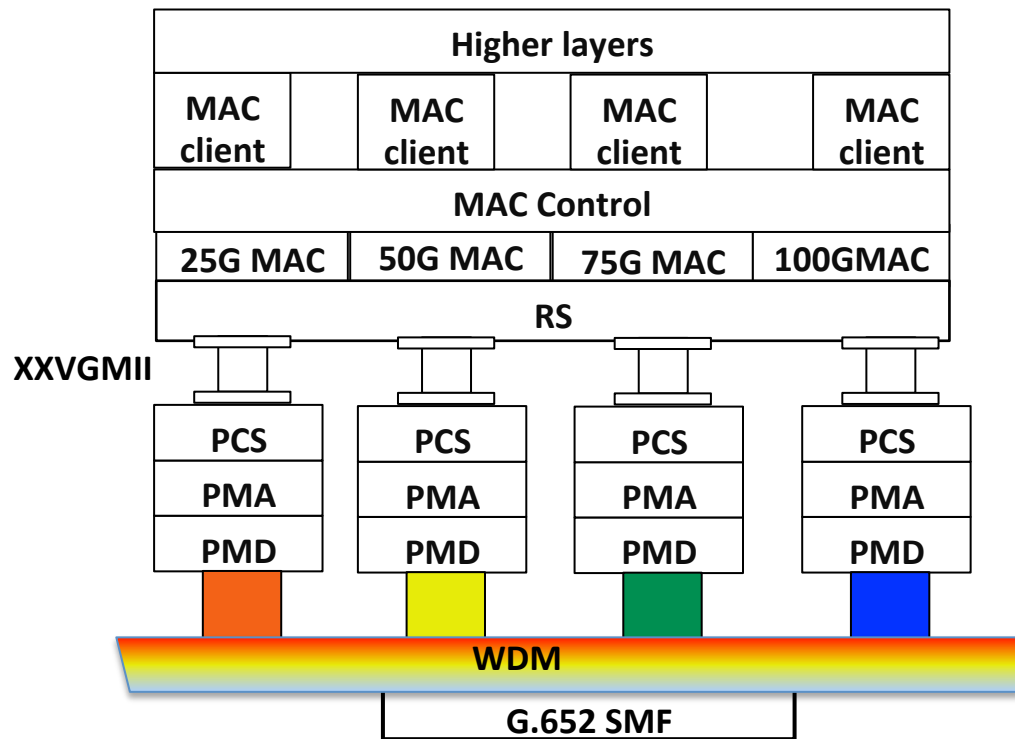 Higher layers
MAC client
MAC client
MAC client
MAC client
MAC Control
25G MAC
50G MAC
75G MAC
100GMAC
RS
XXVGMII
PCS
PCS
PCS
PCS
PMA
PMA
PMA
PMA
PMD
PMD
PMD
PMD
WDM
G.652 SMF